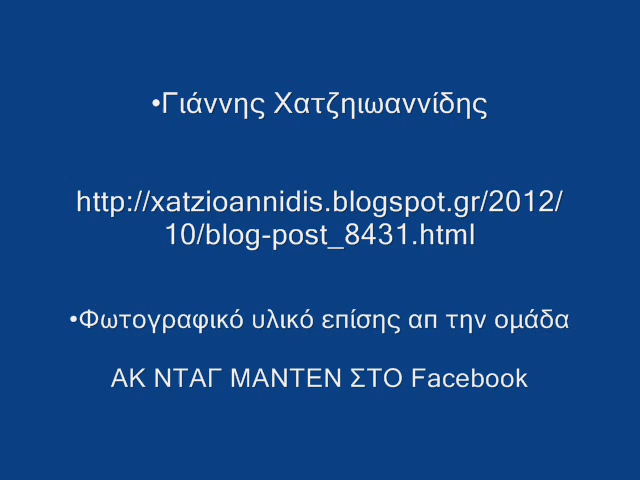 •Γιάννης Χατζηιωαννίδης
http://xatzioannidis.blogspot.gr/2012/
10/blog-post_8431.html
•Φωτογραφικό υλικό επίσης απ την ομάδα
ΑΚ ΝΤΑΓ ΜΑΝΤΕΝ ΣΤΟ Facebook